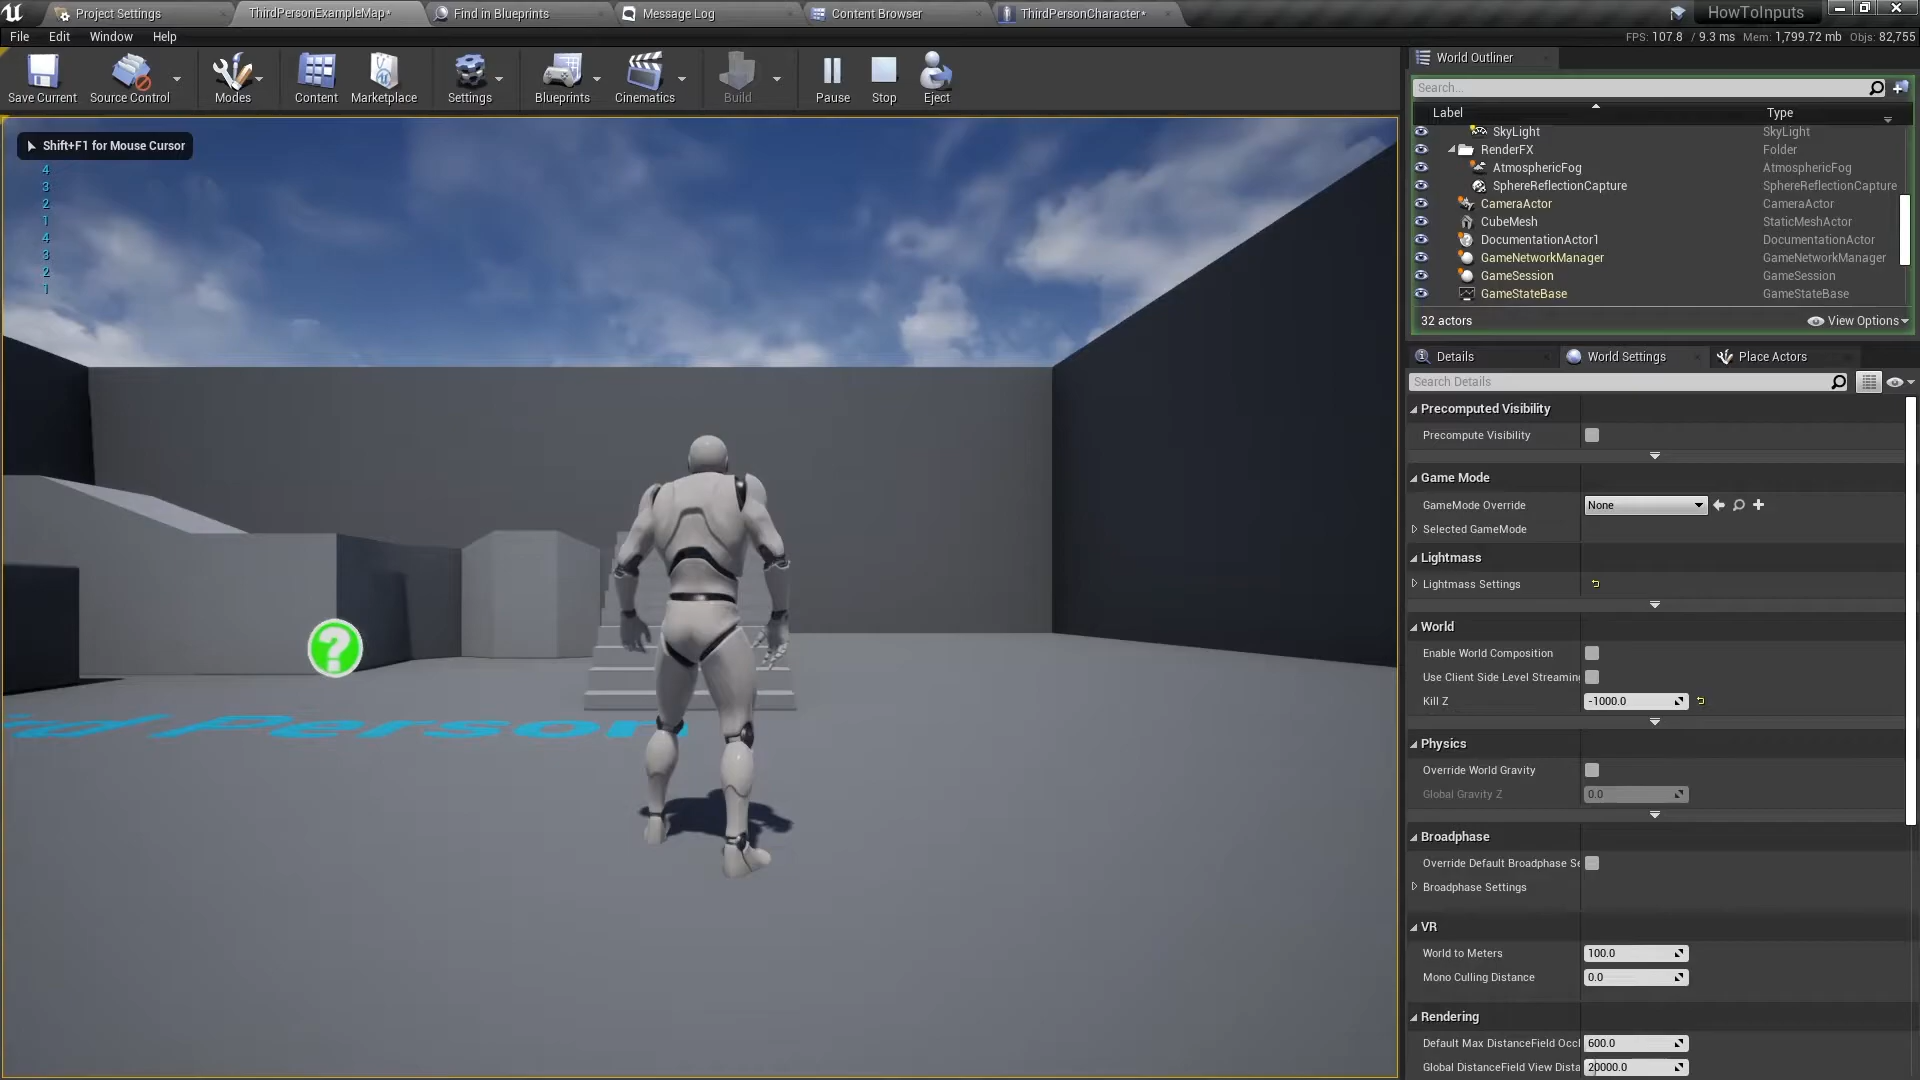 Project Settings
ThirdPersonExampleMap*
Find in Blueprints
Message Log
Content Browser
ThirdPersonCharacter*
HowToInputs
File
Edit
Window
Help
FPS: 107.8 / 9.3 ms Mem: 1,799.72 mb Objs: 82,755
Save Current
Source Control
Modes
Content
Marketplace
Settings
Blueprints
Cinematics
Build
Pause
Stop
Eject
Shift+F1 for Mouse Cursor
4
3
2
1
4
3
2
1
?
Person
World Outliner
Search...
Label
Type
SkyLight SkyLight
RenderFX Folder
AtmosphericFog AtmosphericFog
SphereReflectionCapture SphereReflectionCapture
CameraActor CameraActor
CubeMesh StaticMeshActor
DocumentationActor1 DocumentationActor
GameNetworkManager GameNetworkManager
GameSession GameSession
GameStateBase GameStateBase
32 actors
View Options
Details
World Settings
Place Actors
Search Details
Precomputed Visibility
Precompute Visibility
Game Mode
GameMode Override None
Selected GameMode
Lightmass
Lightmass Settings
World
Enable World Composition
Use Client Side Level Streaming
Kill Z -1000.0
Physics
Override World Gravity
Global Gravity Z 0.0
Broadphase
Override Default Broadphase Se
Broadphase Settings
VR
World to Meters 100.0
Mono Culling Distance 0.0
Rendering
Default Max DistanceField Occl 600.0
Global DistanceField View Dista 20000.0